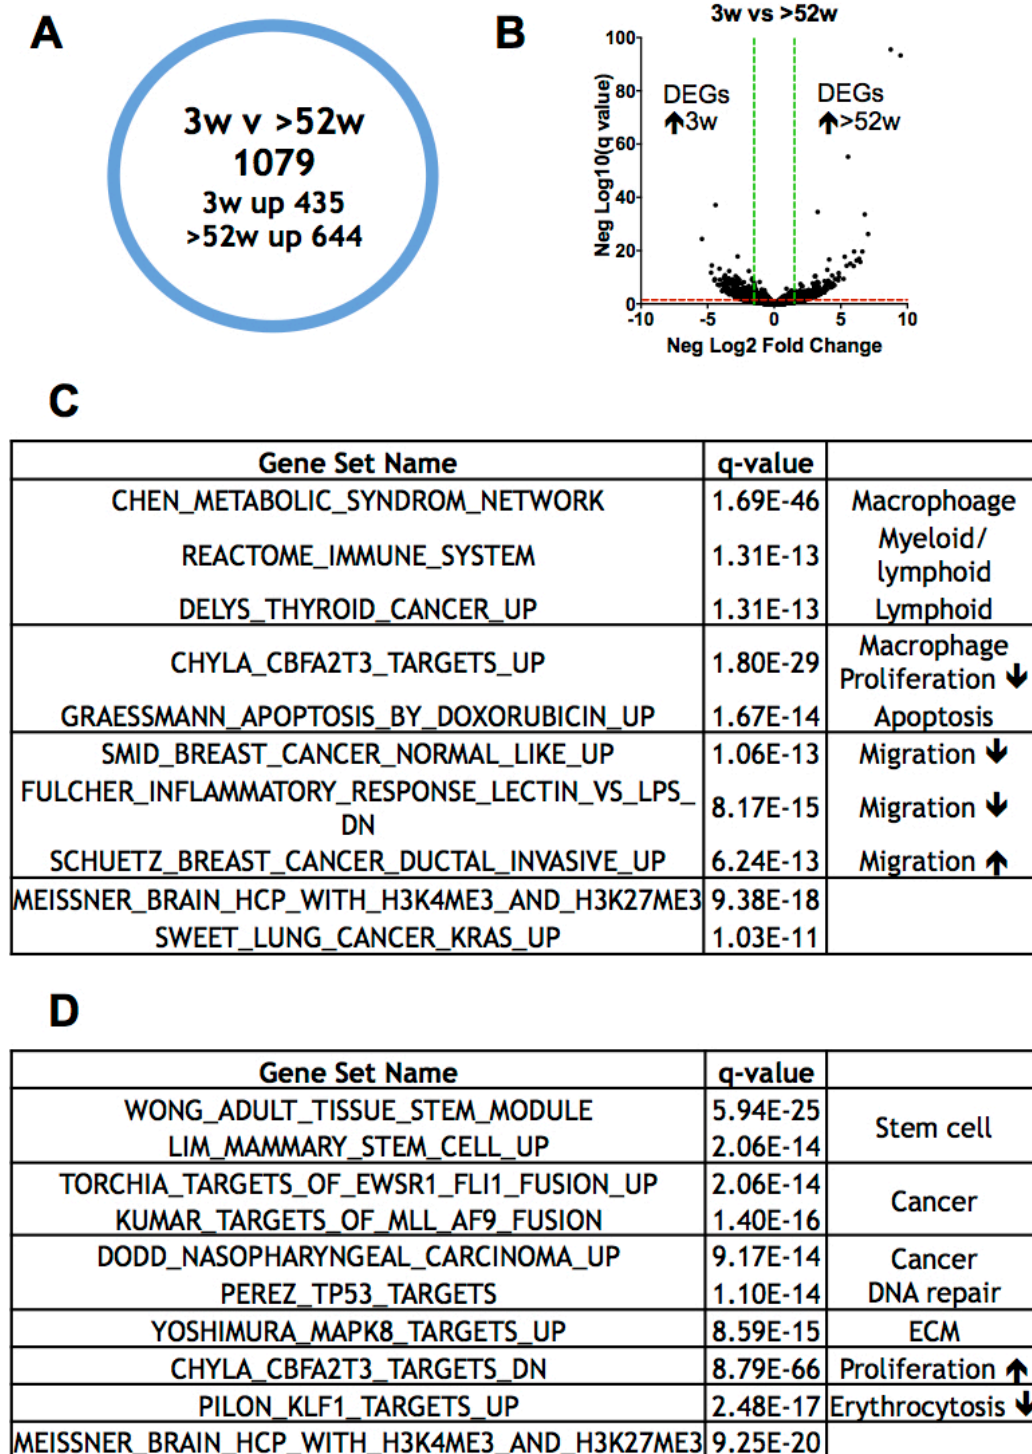 A
3w v >52w
1079
3w up 435
>52w up 644
B
3w vs >52w
Neg Log10(q value)
100
80
60
40
20
0
DEGs
↑3w
DEGs
↑>52w
-10 -5 0 5 10
Neg Log2 Fold Change
C
Gene Set Name q-value
CHEN_METABOLIC_SYNDROM_NETWORK 1.69E-46 Macrophoage
REACTOME_IMMUNE_SYSTEM 1.31E-13 Myeloid/
lymphoid
DELYS_THYROID_CANCER_UP 1.31E-13 Lymphoid
CHYLA_CBFA2T3_TARGETS_UP 1.80E-29 Macrophage
Proliferation ↓
GRAESSMANN_APOPTOSIS_BY_DOXORUBICIN_UP 1.67E-14 Apoptosis
SMID_BREAST_CANCER_NORMAL_LIKE_UP 1.06E-13 Migration ↓
FULCHER_INFLAMMATORY_RESPONSE_LECTIN_VS_LPS_
DN 8.17E-15 Migration ↓
SCHUETZ_BREAST_CANCER_DUCTAL_INVASIVE_UP 6.24E-13 Migration ↑
MEISSNER_BRAIN_HCP_WITH_H3K4ME3_AND_H3K27ME3 9.38E-18
SWEET_LUNG_CANCER_KRAS_UP 1.03E-11
D
Gene Set Name q-value
WONG_ADULT_TISSUE_STEM_MODULE 5.94E-25
Stem cell
LIM_MAMMARY_STEM_CELL_UP 2.06E-14
TORCHIA_TARGETS_OF_EWSR1_FLI1_FUSION_UP 2.06E-14
Cancer
KUMAR_TARGETS_OF_MLL_AF9_FUSION 1.40E-16
DODD_NASOPHARYNGEAL_CARCINOMA_UP 9.17E-14 Cancer
PEREZ_TP53_TARGETS 1.10E-14 DNA repair
YOSHIMURA_MAPK8_TARGETS_UP 8.59E-15 ECM
CHYLA_CBFA2T3_TARGETS_DN 8.79E-66 Proliferation ↑
PILON_KLF1_TARGETS_UP 2.48E-17 Erythrocytosis ↓
MEISSNER_BRAIN_HCP_WITH_H3K4ME3_AND_H3K27ME3 9.25E-20